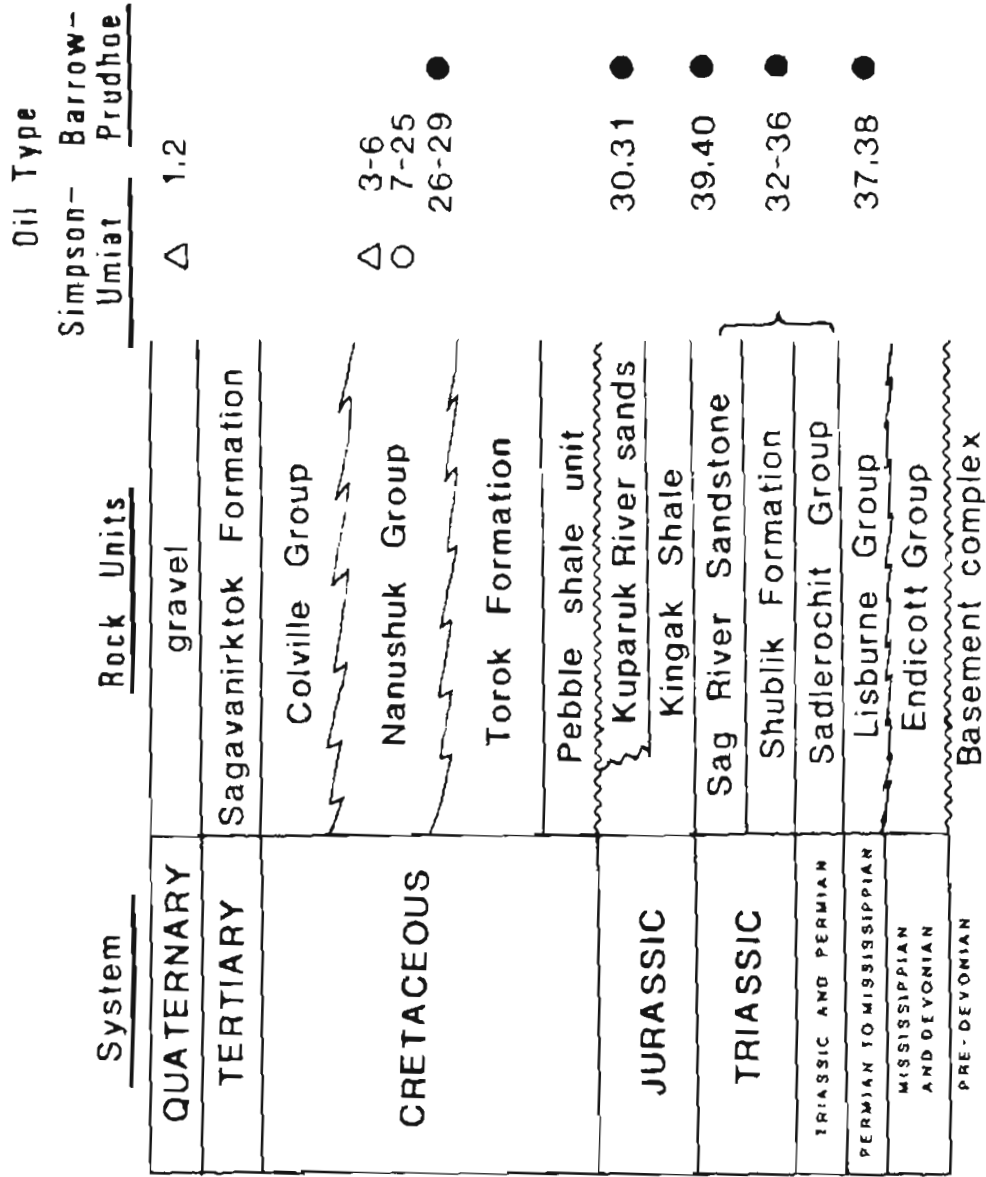 Oil Type
System Rock Units Simpson-Umiat Barrow-Prudhoe
QUATERNARY gravel △ 1,2
TERTIARY Sagavanirktok Formation
CRETACEOUS Colville Group
△ 3-6
Nanushuk Group ○ 7-25
26-29 ●
Torok Formation
Pebble shale unit
JURASSIC Kuparuk River sands 30,31 ●
Kingak Shale
TRIASSIC Sag River Sandstone 39,40 ●
Shublik Formation 32-36 ●
TRIASSIC AND PERMIAN Sadlerochit Group
PERMIAN TO MISSISSIPPIAN Lisburne Group 37,38 ●
MISSISSIPPIAN
AND DEVONIAN Endicott Group
PRE-DEVONIAN Basement complex